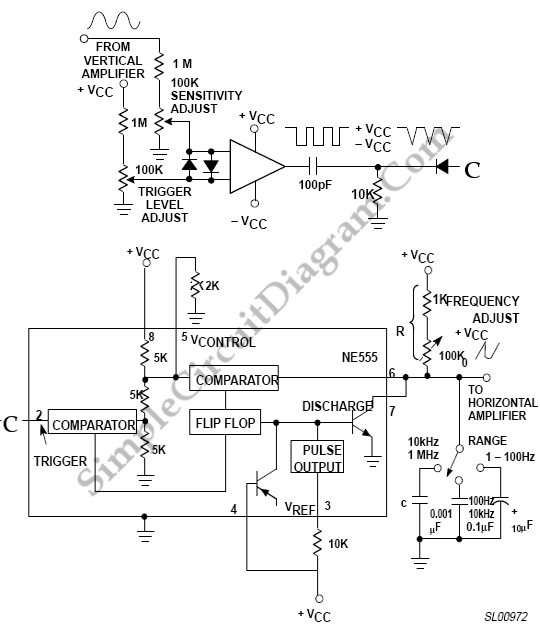 FROM
VERTICAL
AMPLIFIER
1 M
100K
SENSITIVITY
ADJUST
+ VCC
1M
100K
TRIGGER
LEVEL
ADJUST
+ VCC
– VCC
100pF
+ VCC
– VCC
10K
C
SimpleCircuitDiagram.Com
+ VCC
2K
8
5 VCONTROL
5K
NE555
COMPARATOR
6
5K
C
2
COMPARATOR
FLIP FLOP
DISCHARGE
7
5K
TRIGGER
PULSE
OUTPUT
4
VREF
3
10K
+ VCC
+ VCC
1K
FREQUENCY
ADJUST
R
+ VCC
100K
0
TO
HORIZONTAL
AMPLIFIER
10kHz
1 MHz
RANGE
1 – 100Hz
c
0.001
µF
100Hz
10kHz
0.1µF
+
10µF
SL00972